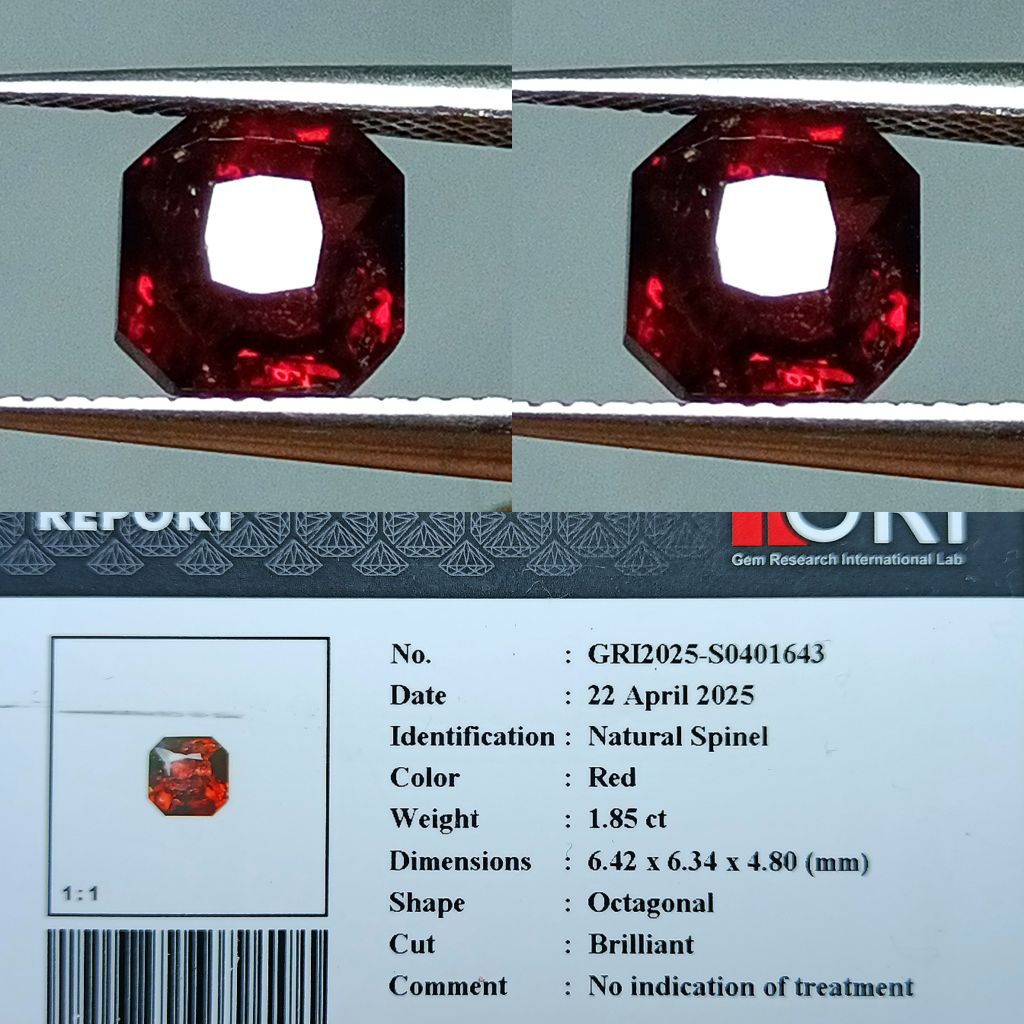 REPORT
GRI
Gem Research International Lab
No. : GRI2025-S0401643
Date : 22 April 2025
Identification : Natural Spinel
Color : Red
Weight : 1.85 ct
Dimensions : 6.42 x 6.34 x 4.80 (mm)
Shape : Octagonal
Cut : Brilliant
Comment : No indication of treatment
1:1